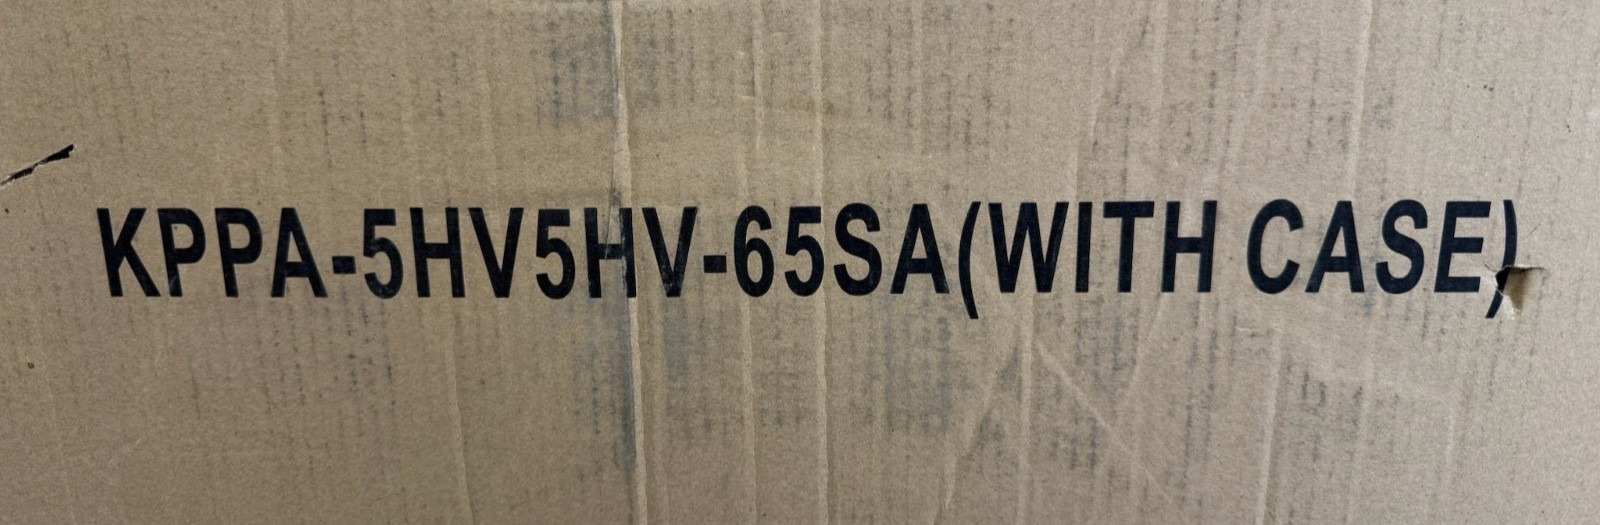 KPPA-5HV5HV-65SA(WITH CASE)